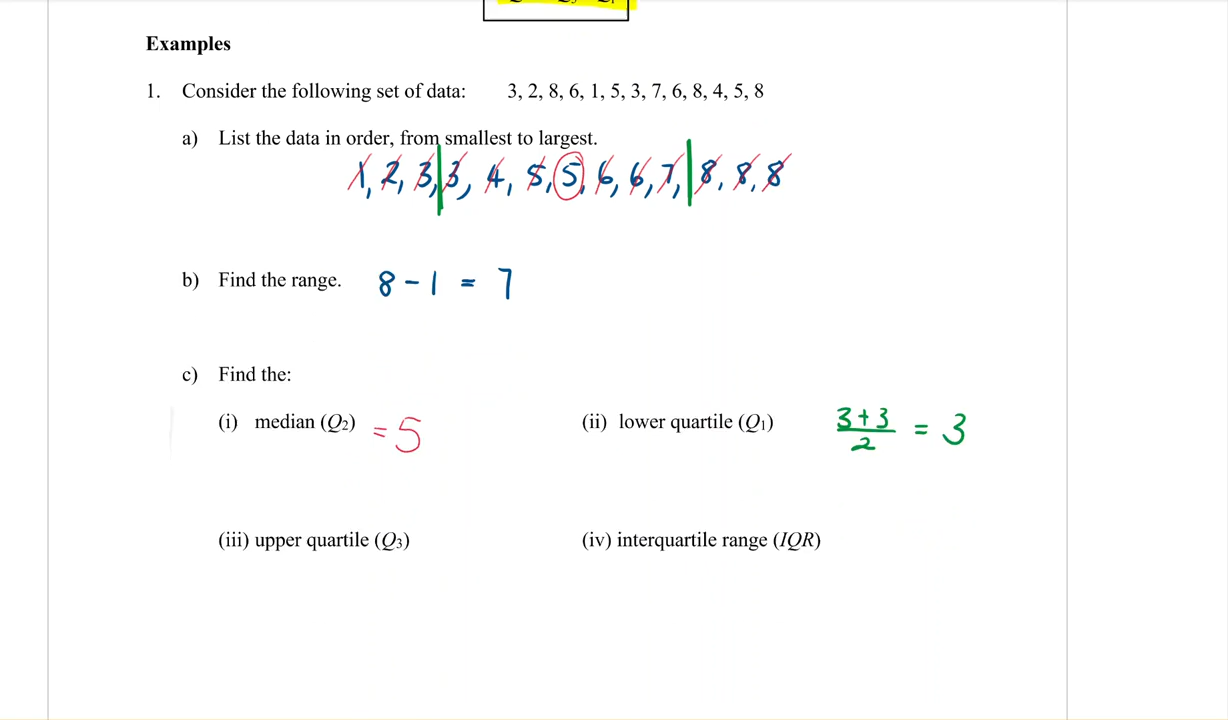 Examples
1. Consider the following set of data: 3, 2, 8, 6, 1, 5, 3, 7, 6, 8, 4, 5, 8
a) List the data in order, from smallest to largest.
1, 2, 3, 3, 4, 5, 5, 6, 6, 7, 8, 8, 8
b) Find the range. 8 - 1 = 7
c) Find the:
(i) median (Q2) = 5 (ii) lower quartile (Q1) 3+3/2 = 3
(iii) upper quartile (Q3) (iv) interquartile range (IQR)